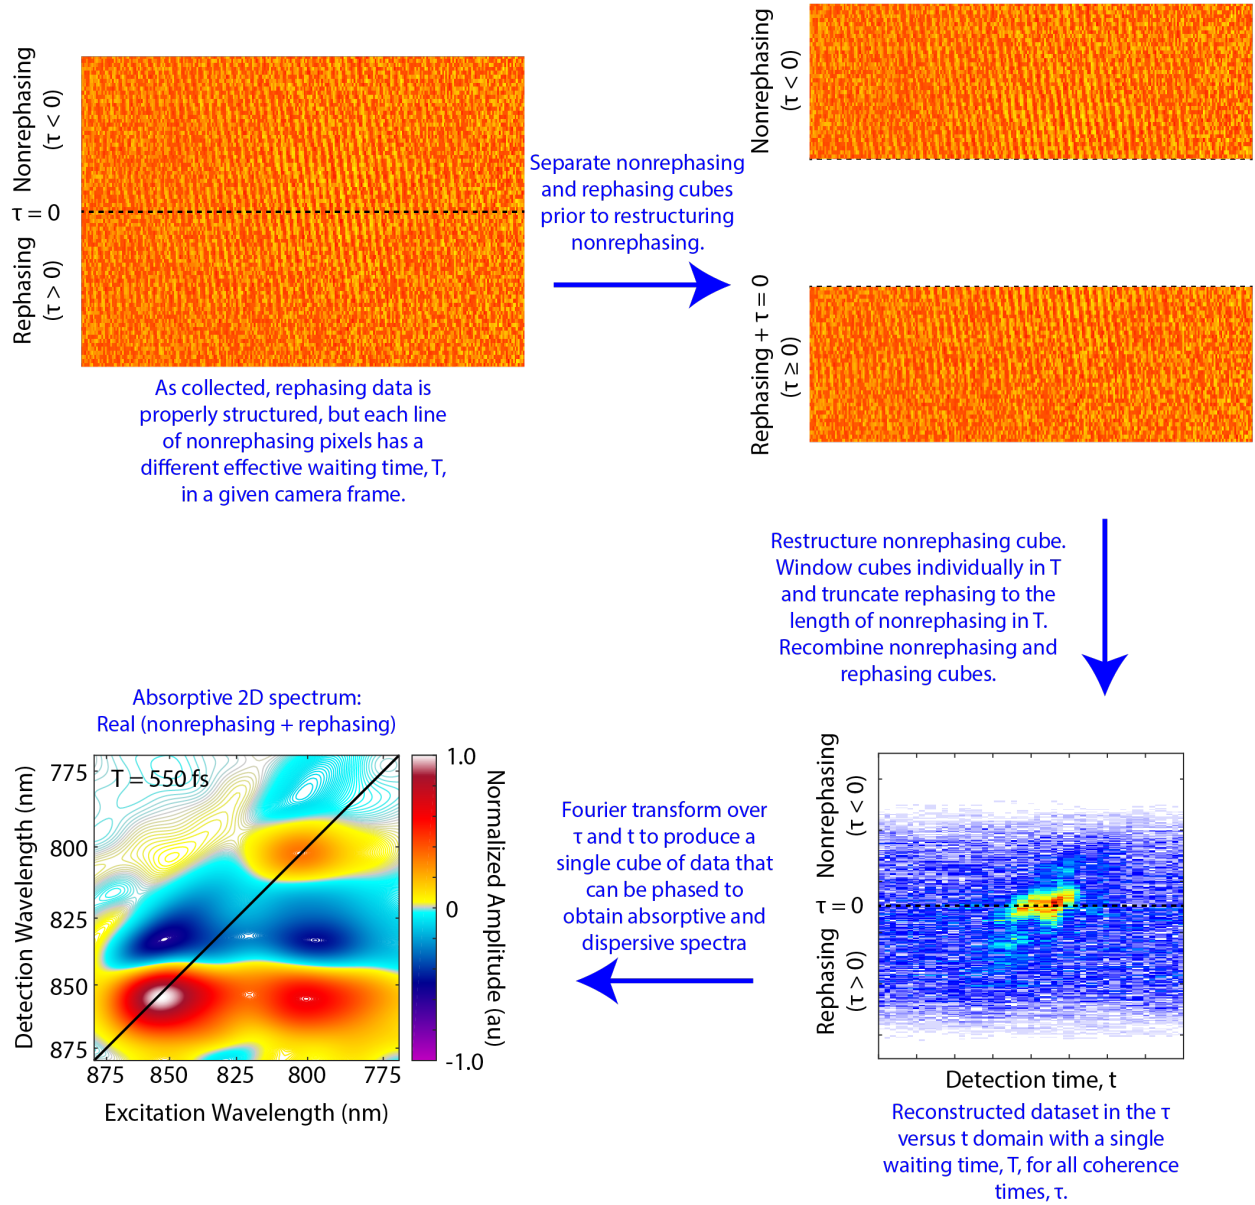 Nonrephasing
(τ < 0)
τ = 0
Rephasing
(τ > 0)
As collected, rephasing data is
properly structured, but each line
of nonrephasing pixels has a
different effective waiting time, T,
in a given camera frame.
Separate nonrephasing
and rephasing cubes
prior to restructuring
nonrephasing.
Nonrephasing
(τ < 0)
Rephasing + τ = 0
(τ ≥ 0)
Restructure nonrephasing cube.
Window cubes individually in T
and truncate rephasing to the
length of nonrephasing in T.
Recombine nonrephasing and
rephasing cubes.
Nonrephasing
(τ < 0)
τ = 0
Rephasing
(τ > 0)
Detection time, t
Reconstructed dataset in the τ
versus t domain with a single
waiting time, T, for all coherence
times, τ.
Fourier transform over
τ and t to produce a
single cube of data that
can be phased to
obtain absorptive and
dispersive spectra
Absorptive 2D spectrum:
Real (nonrephasing + rephasing)
T = 550 fs
Detection Wavelength (nm)
775
800
825
850
875
875 850 825 800 775
Excitation Wavelength (nm)
1.0
0
-1.0
Normalized Amplitude (au)